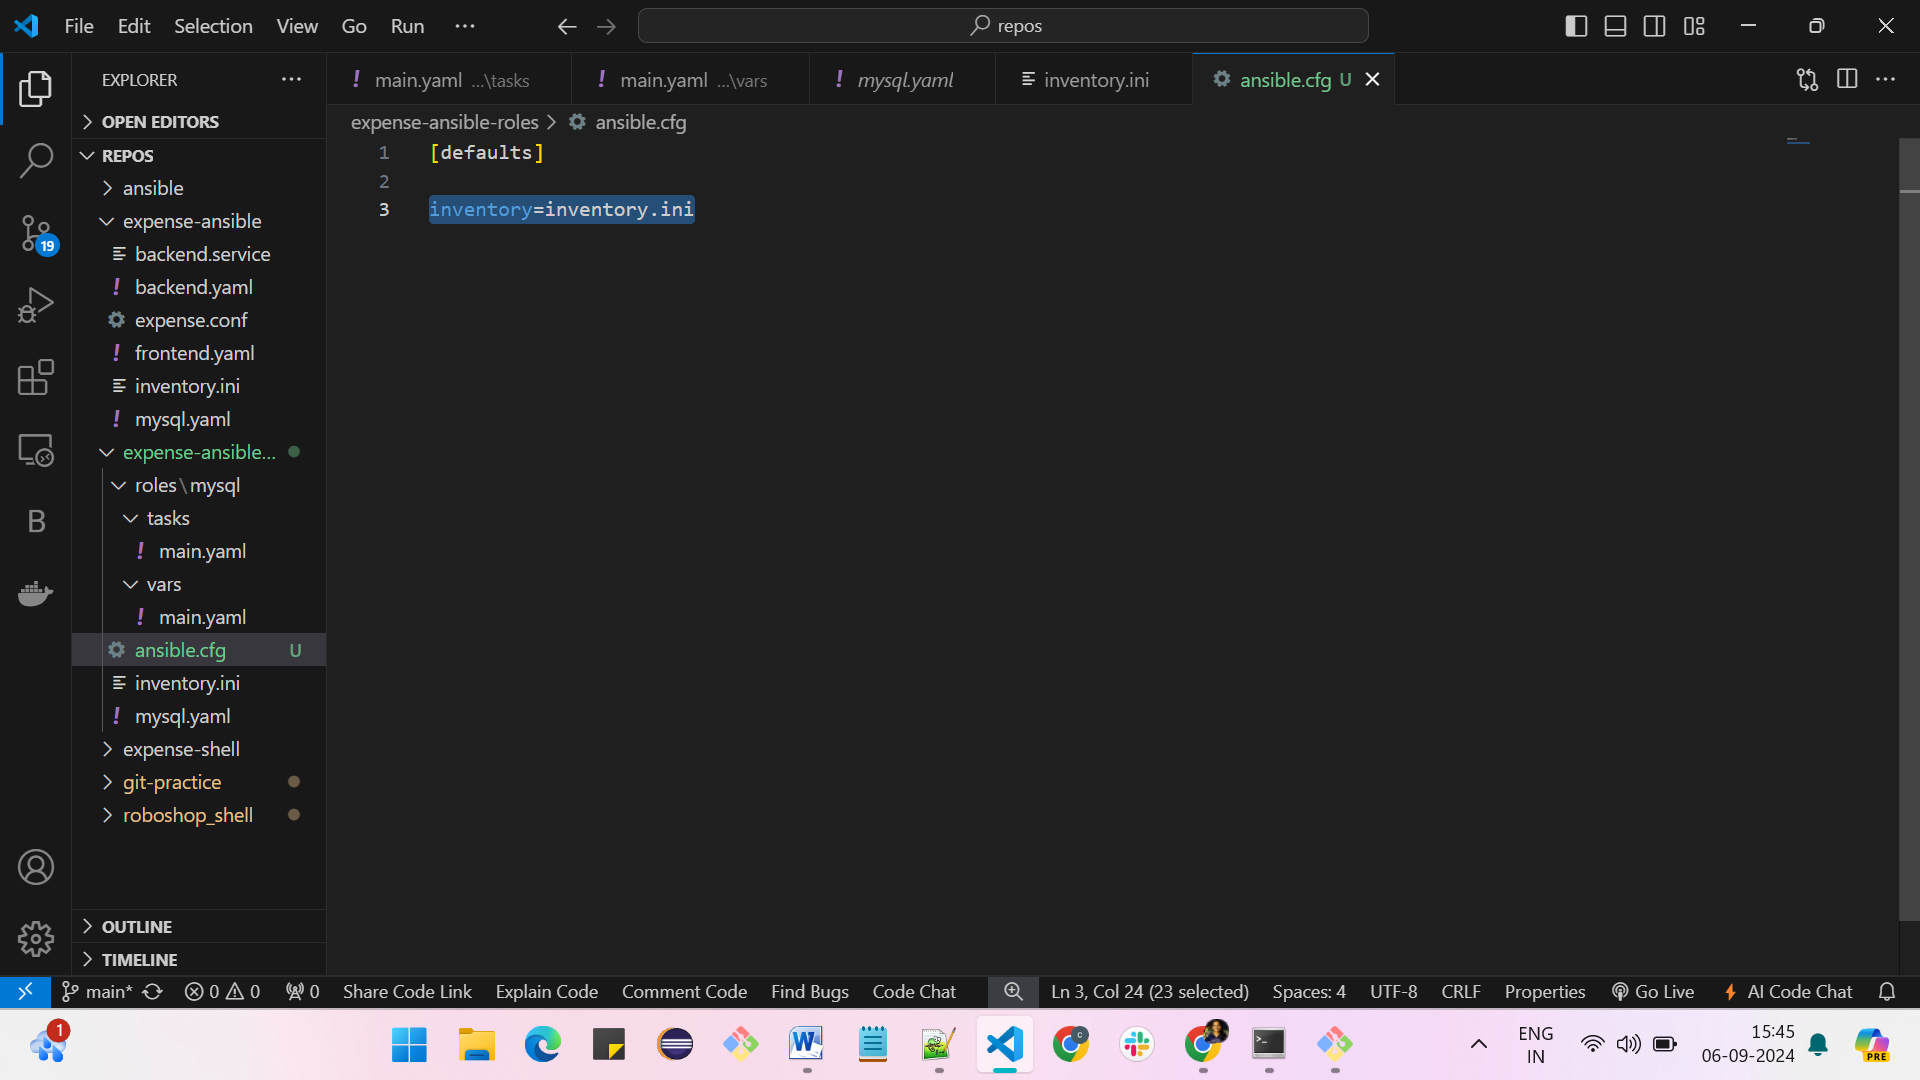 File Edit Selection View Go Run ···
repos
EXPLORER ···
OPEN EDITORS
REPOS
ansible
expense-ansible
backend.service
! backend.yaml
expense.conf
! frontend.yaml
inventory.ini
! mysql.yaml
expense-ansible...
roles\mysql
tasks
! main.yaml
vars
! main.yaml
ansible.cfg U
inventory.ini
! mysql.yaml
expense-shell
git-practice
roboshop_shell
OUTLINE
TIMELINE
19
B
! main.yaml ...\tasks
! main.yaml ...\vars
! mysql.yaml
inventory.ini
ansible.cfg U
expense-ansible-roles > ansible.cfg
1 [defaults]
2
3 inventory=inventory.ini
main* 0 0 0 Share Code Link Explain Code Comment Code Find Bugs Code Chat Ln 3, Col 24 (23 selected) Spaces: 4 UTF-8 CRLF Properties Go Live AI Code Chat
1
W
C
ENG
IN
15:45
06-09-2024
PRE